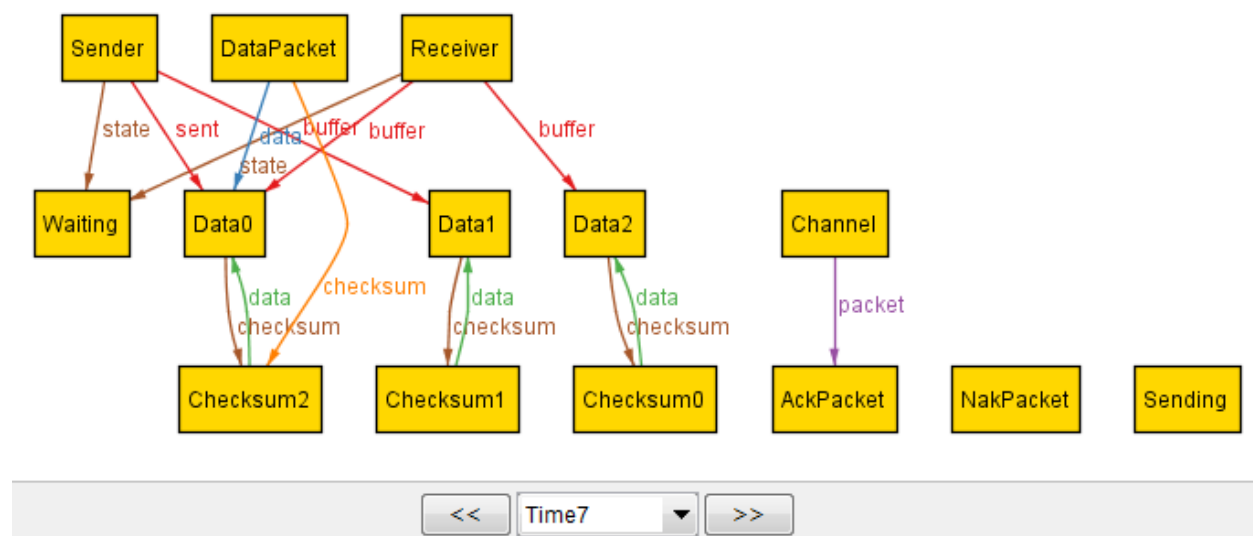 Sender DataPacket Receiver
state sent data buffer buffer buffer
state
Waiting Data0 Data1 Data2 Channel
checksum
data data data packet
checksum checksum checksum
Checksum2 Checksum1 Checksum0 AckPacket NakPacket Sending
<< Time7 >>